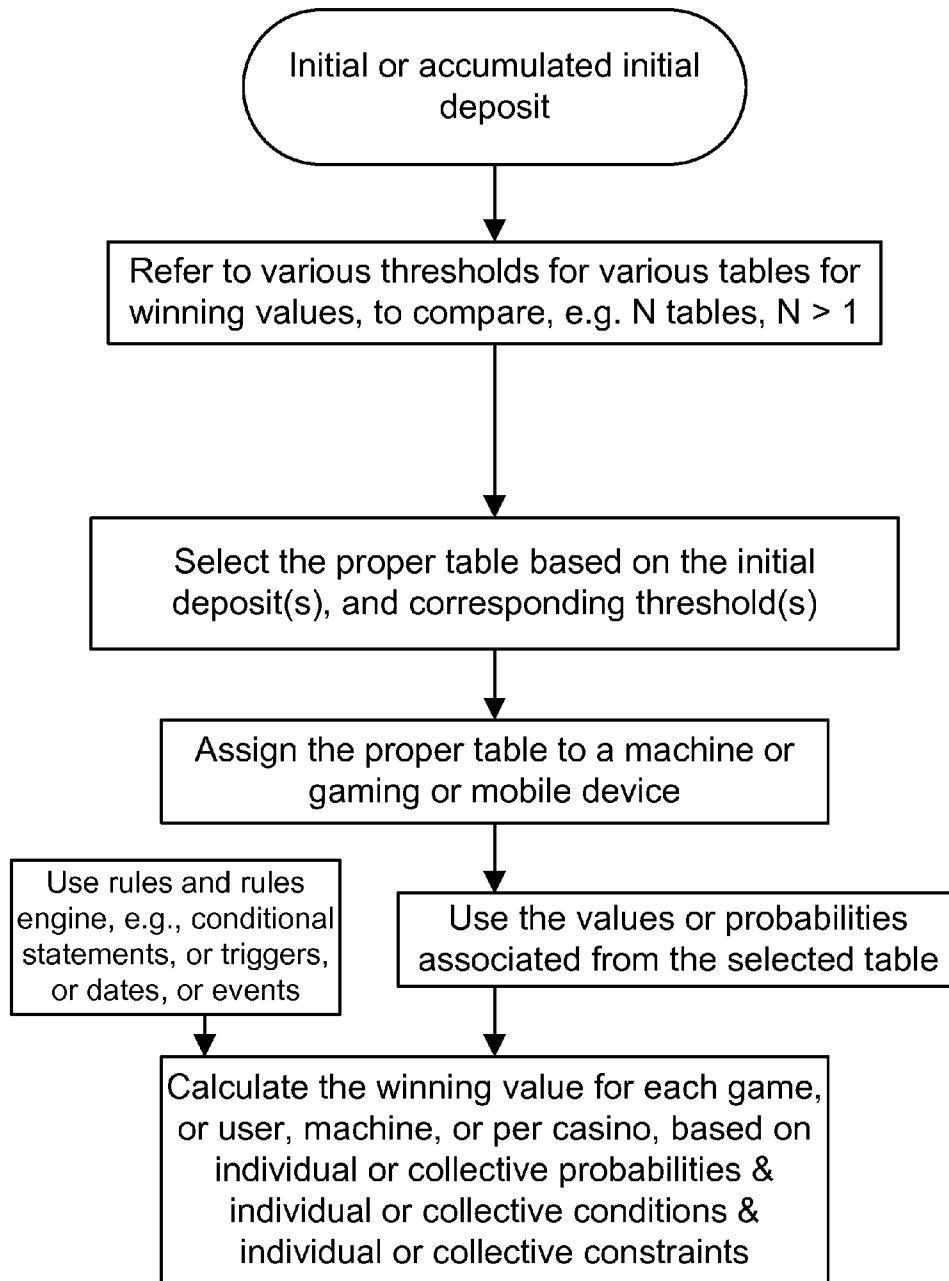 Initial or accumulated initial
deposit
Refer to various thresholds for various tables for
winning values, to compare, e.g. N tables, N > 1
Select the proper table based on the initial
deposit(s), and corresponding threshold(s)
Assign the proper table to a machine or
gaming or mobile device
Use rules and rules
engine, e.g., conditional
statements, or triggers,
or dates, or events
Use the values or probabilities
associated from the selected table
Calculate the winning value for each game,
or user, machine, or per casino, based on
individual or collective probabilities &
individual or collective conditions &
individual or collective constraints